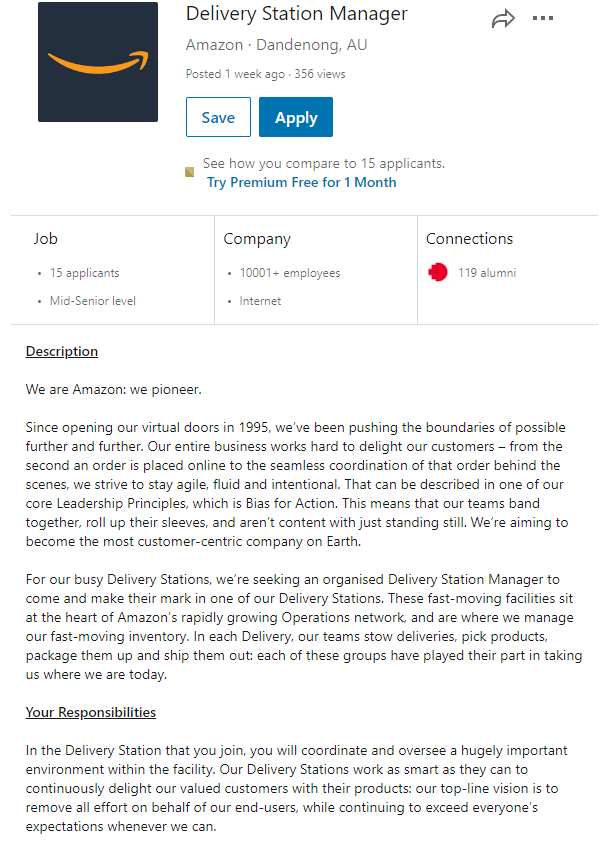 Delivery Station Manager
Amazon · Dandenong, AU
Posted 1 week ago · 356 views
Save
Apply
See how you compare to 15 applicants.
Try Premium Free for 1 Month
Job
• 15 applicants
• Mid-Senior level
Company
• 10001+ employees
• Internet
Connections
119 alumni
Description
We are Amazon: we pioneer.
Since opening our virtual doors in 1995, we've been pushing the boundaries of possible
further and further. Our entire business works hard to delight our customers – from the
second an order is placed online to the seamless coordination of that order behind the
scenes, we strive to stay agile, fluid and intentional. That can be described in one of our
core Leadership Principles, which is Bias for Action. This means that our teams band
together, roll up their sleeves, and aren't content with just standing still. We're aiming to
become the most customer-centric company on Earth.
For our busy Delivery Stations, we're seeking an organised Delivery Station Manager to
come and make their mark in one of our Delivery Stations. These fast-moving facilities sit
at the heart of Amazon's rapidly growing Operations network, and are where we manage
our fast-moving inventory. In each Delivery, our teams stow deliveries, pick products,
package them up and ship them out: each of these groups have played their part in taking
us where we are today.
Your Responsibilities
In the Delivery Station that you join, you will coordinate and oversee a hugely important
environment within the facility. Our Delivery Stations work as smart as they can to
continuously delight our valued customers with their products: our top-line vision is to
remove all effort on behalf of our end-users, while continuing to exceed everyone's
expectations whenever we can.